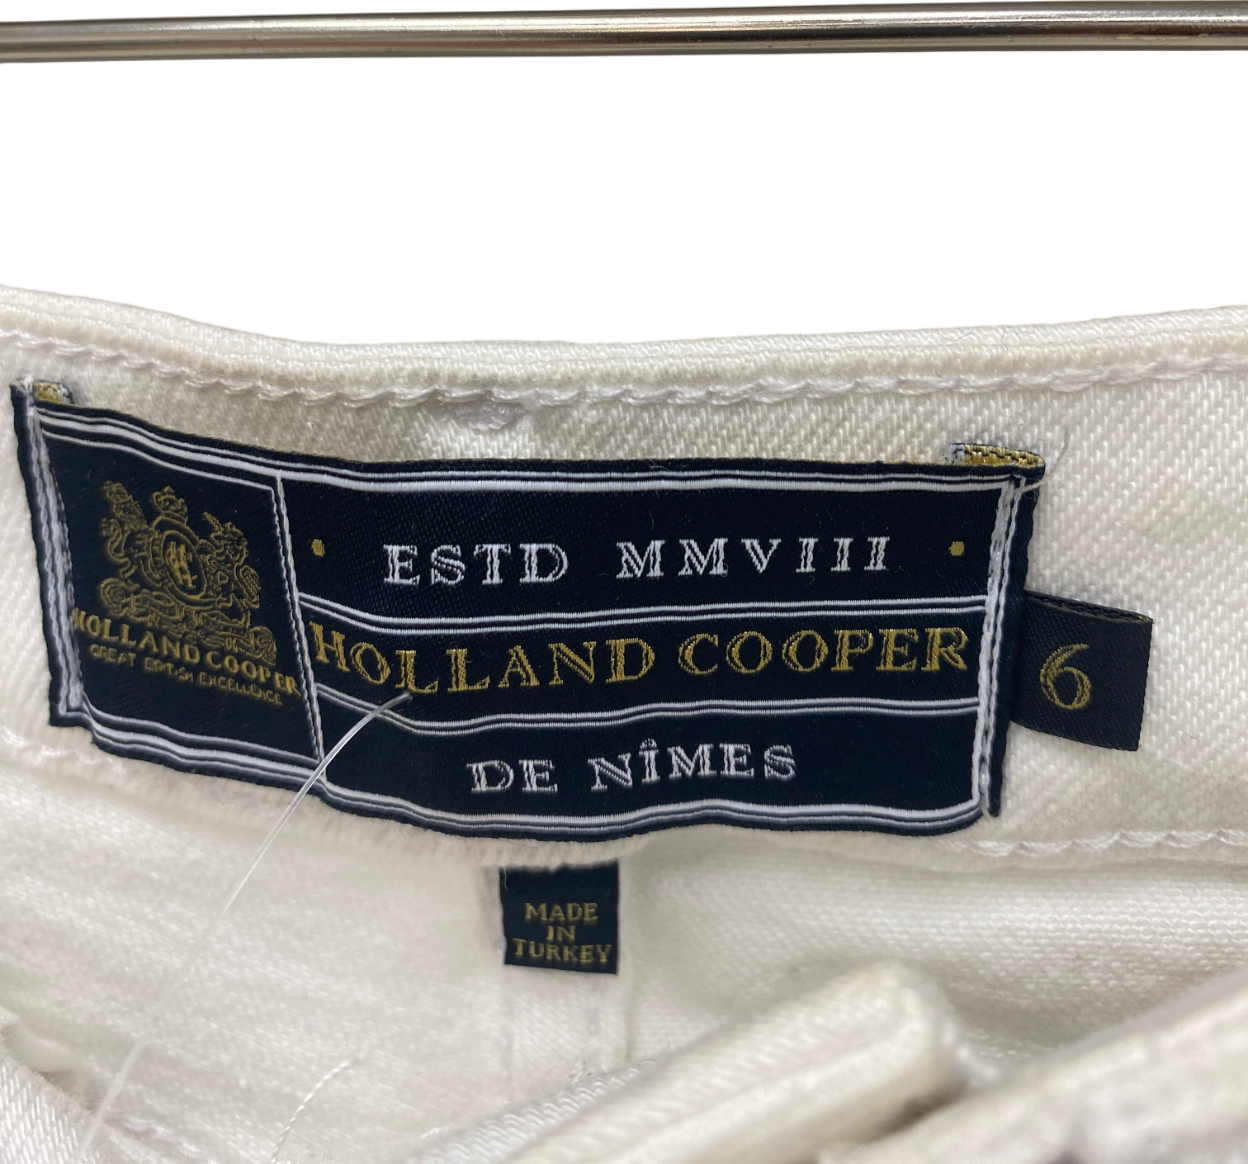 HOLLAND COOPER
GREAT BRITISH EXCELLENCE
ESTD MMVIII
HOLLAND COOPER
DE NÎMES
6
MADE
IN
TURKEY